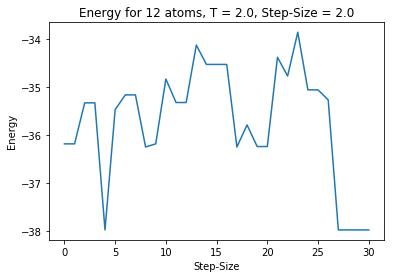 Energy for 12 atoms, T = 2.0, Step-Size = 2.0
−34
−35
−36
−37
−38
Energy
0 5 10 15 20 25 30
Step-Size